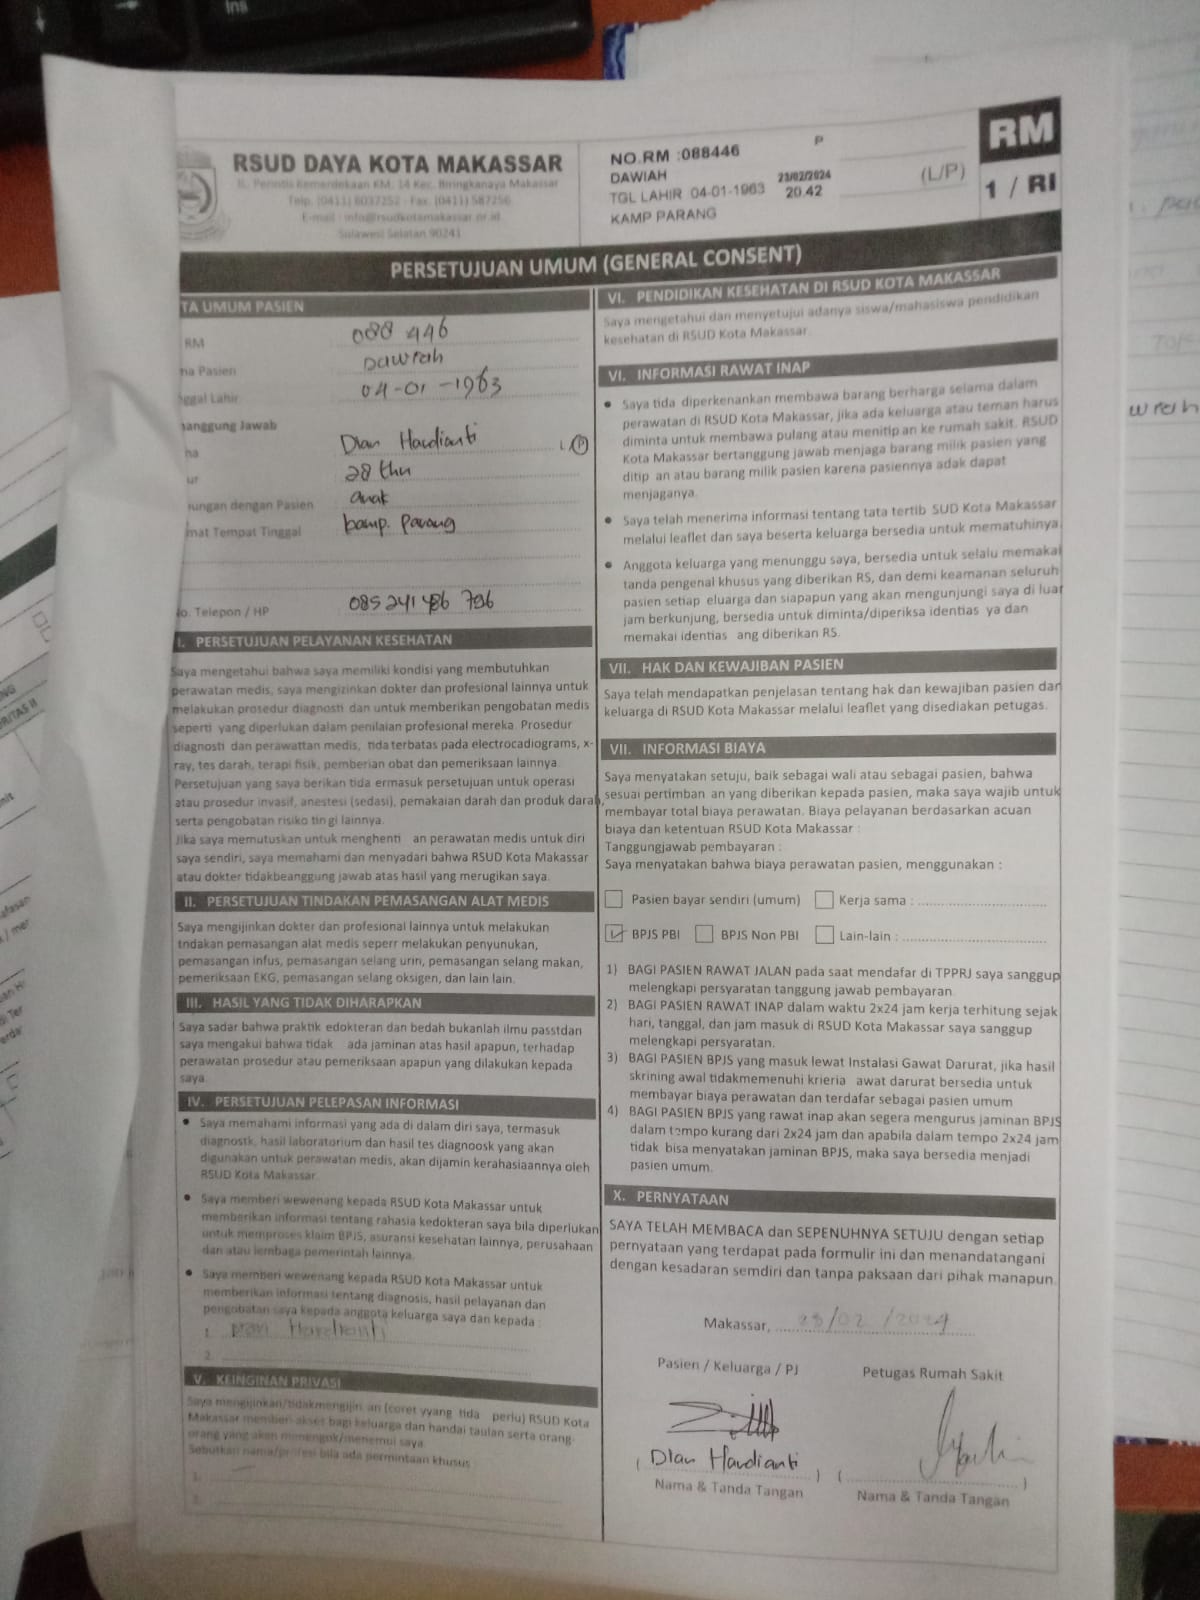 Ins
RSUD DAYA KOTA MAKASSAR
JL. Perintis Kemerdekaan KM. 14 Kec. Biringkanaya Makassar
Telp. (0411) 8037252 - Fax. (0411) 587256
E-mail : info@rsudkotamakassar.or.id
Sulawesi Selatan 90241
NO.RM :088446 P
DAWIAH 23/02/2024
TGL LAHIR 04-01-1963 20.42
KAMP PARANG
(L/P)
RM
1 / RI
PERSETUJUAN UMUM (GENERAL CONSENT)
TA UMUM PASIEN
RM 088 446
na Pasien
ggal Lahir 04-01-1963
anggung Jawab
na Dian Hardianti L (P)
ur 28 thn
ungan dengan Pasien anak
mat Tempat Tinggal kamp. Parang
No. Telepon / HP 085 241 486 796
I. PERSETUJUAN PELAYANAN KESEHATAN
Saya mengetahui bahwa saya memiliki kondisi yang membutuhkan
perawatan medis, saya mengizinkan dokter dan profesional lainnya untuk
melakukan prosedur diagnosti dan untuk memberikan pengobatan medis
seperti yang diperlukan dalam penilaian profesional mereka. Prosedur
diagnosti dan perawattan medis, tida terbatas pada electrocadiograms, x-
ray, tes darah, terapi fisik, pemberian obat dan pemeriksaan lainnya.
Persetujuan yang saya berikan tida ermasuk persetujuan untuk operasi
atau prosedur invasif, anestesi (sedasi), pemakaian darah dan produk darah,
serta pengobatan risiko tin gi lainnya.
Jika saya memutuskan untuk menghenti an perawatan medis untuk diri
saya sendiri, saya memahami dan menyadari bahwa RSUD Kota Makassar
atau dokter tidakbeanggung jawab atas hasil yang merugikan saya.
II. PERSETUJUAN TINDAKAN PEMASANGAN ALAT MEDIS
Saya mengijinkan dokter dan profesional lainnya untuk melakukan
tndakan pemasangan alat medis seperr melakukan penyunukan,
pemasangan infus, pemasangan selang urin, pemasangan selang makan,
pemeriksaan EKG, pemasangan selang oksigen, dan lain lain.
III. HASIL YANG TIDAK DIHARAPKAN
Saya sadar bahwa praktik edokteran dan bedah bukanlah ilmu passtdan
saya mengakui bahwa tidak ada jaminan atas hasil apapun, terhadap
perawatan prosedur atau pemeriksaan apapun yang dilakukan kepada
saya.
IV. PERSETUJUAN PELEPASAN INFORMASI
• Saya memahami informasi yang ada di dalam diri saya, termasuk
diagnostk, hasil laboratorium dan hasil tes diagnoosk yang akan
digunakan untuk perawatan medis, akan dijamin kerahasiaannya oleh
RSUD Kota Makassar.
• Saya memberi wewenang kepada RSUD Kota Makassar untuk
memberikan informasi tentang rahasia kedokteran saya bila diperlukan
untuk memproses klaim BPJS, asuransi kesehatan lainnya, perusahaan
dan atau lembaga pemerintah lainnya.
• Saya memberi wewenang kepada RSUD Kota Makassar untuk
memberikan informasi tentang diagnosis, hasil pelayanan dan
pengobatan saya kepada anggota keluarga saya dan kepada :
1. Dian Hardianti
2.
V. KEINGINAN PRIVASI
Saya mengijinkan/tidakmengijin an (coret yyang tida perlu) RSUD Kota
Makassar memberi akset bagi keluarga dan handai taulan serta orang-
orang yang akan menengok/menemui saya
Sebutkan nama/profesi bila ada permintaan khusus :
1.
2.
VI. PENDIDIKAN KESEHATAN DI RSUD KOTA MAKASSAR
Saya mengetahui dan menyetujui adanya siswa/mahasiswa pendidikan
kesehatan di RSUD Kota Makassar.
VI. INFORMASI RAWAT INAP
• Saya tida diperkenankan membawa barang berharga selama dalam
perawatan di RSUD Kota Makassar, jika ada keluarga atau teman harus
diminta untuk membawa pulang atau menitip an ke rumah sakit. RSUD
Kota Makassar bertanggung jawab menjaga barang milik pasien yang
ditip an atau barang milik pasien karena pasiennya adak dapat
menjaganya.
• Saya telah menerima informasi tentang tata tertib SUD Kota Makassar
melalui leaflet dan saya beserta keluarga bersedia untuk mematuhinya
• Anggota keluarga yang menunggu saya, bersedia untuk selalu memakai
tanda pengenal khusus yang diberikan RS, dan demi keamanan seluruh
pasien setiap eluarga dan siapapun yang akan mengunjungi saya di luar
jam berkunjung, bersedia untuk diminta/diperiksa identias ya dan
memakai identias ang diberikan RS.
VII. HAK DAN KEWAJIBAN PASIEN
Saya telah mendapatkan penjelasan tentang hak dan kewajiban pasien dan
keluarga di RSUD Kota Makassar melalui leaflet yang disediakan petugas.
VII. INFORMASI BIAYA
Saya menyatakan setuju, baik sebagai wali atau sebagai pasien, bahwa
sesuai pertimban an yang diberikan kepada pasien, maka saya wajib untuk
membayar total biaya perawatan. Biaya pelayanan berdasarkan acuan
biaya dan ketentuan RSUD Kota Makassar :
Tanggungjawab pembayaran :
Saya menyatakan bahwa biaya perawatan pasien, menggunakan :
Pasien bayar sendiri (umum) Kerja sama :
BPJS PBI BPJS Non PBI Lain-lain :
1) BAGI PASIEN RAWAT JALAN pada saat mendafar di TPPRJ saya sanggup
melengkapi persyaratan tanggung jawab pembayaran.
2) BAGI PASIEN RAWAT INAP dalam waktu 2x24 jam kerja terhitung sejak
hari, tanggal, dan jam masuk di RSUD Kota Makassar saya sanggup
melengkapi persyaratan.
3) BAGI PASIEN BPJS yang masuk lewat Instalasi Gawat Darurat, jika hasil
skrining awal tidakmemenuhi krieria awat darurat bersedia untuk
membayar biaya perawatan dan terdafar sebagai pasien umum
4) BAGI PASIEN BPJS yang rawat inap akan segera mengurus jaminan BPJS
dalam tempo kurang dari 2x24 jam dan apabila dalam tempo 2x24 jam
tidak bisa menyatakan jaminan BPJS, maka saya bersedia menjadi
pasien umum.
X. PERNYATAAN
SAYA TELAH MEMBACA dan SEPENUHNYA SETUJU dengan setiap
pernyataan yang terdapat pada formulir ini dan menandatangani
dengan kesadaran semdiri dan tanpa paksaan dari pihak manapun.
Makassar, 23/02/2024
Pasien / Keluarga / PJ Petugas Rumah Sakit
( Dian Hardianti ) ( )
Nama & Tanda Tangan Nama & Tanda Tangan